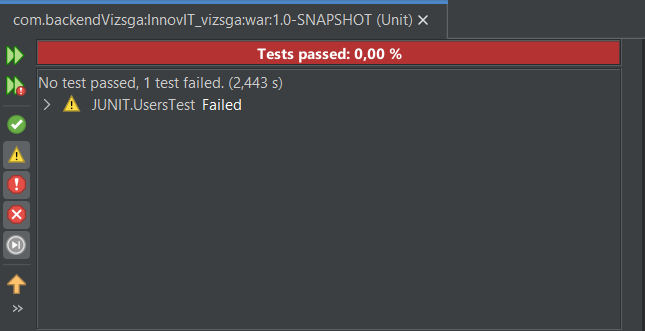 com.backendVizsga:InnovIT_vizsga:war:1.0-SNAPSHOT (Unit) ×
Tests passed: 0,00 %
No test passed, 1 test failed. (2,443 s)
JUNIT.UsersTest Failed